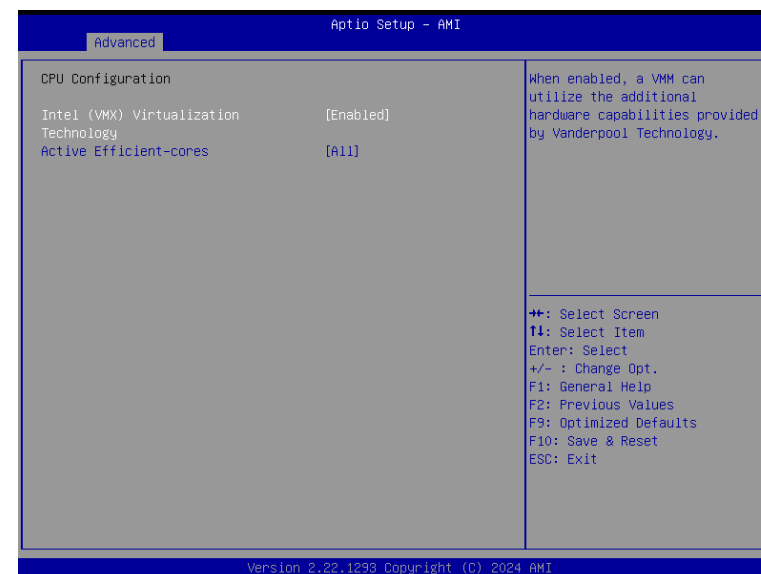 Aptio Setup – AMI
Advanced
CPU Configuration
Intel (VMX) Virtualization [Enabled]
Technology
Active Efficient-cores [All]
When enabled, a VMM can
utilize the additional
hardware capabilities provided
by Vanderpool Technology.
→←: Select Screen
↑↓: Select Item
Enter: Select
+/- : Change Opt.
F1: General Help
F2: Previous Values
F9: Optimized Defaults
F10: Save & Reset
ESC: Exit
Version 2.22.1293 Copyright (C) 2024 AMI